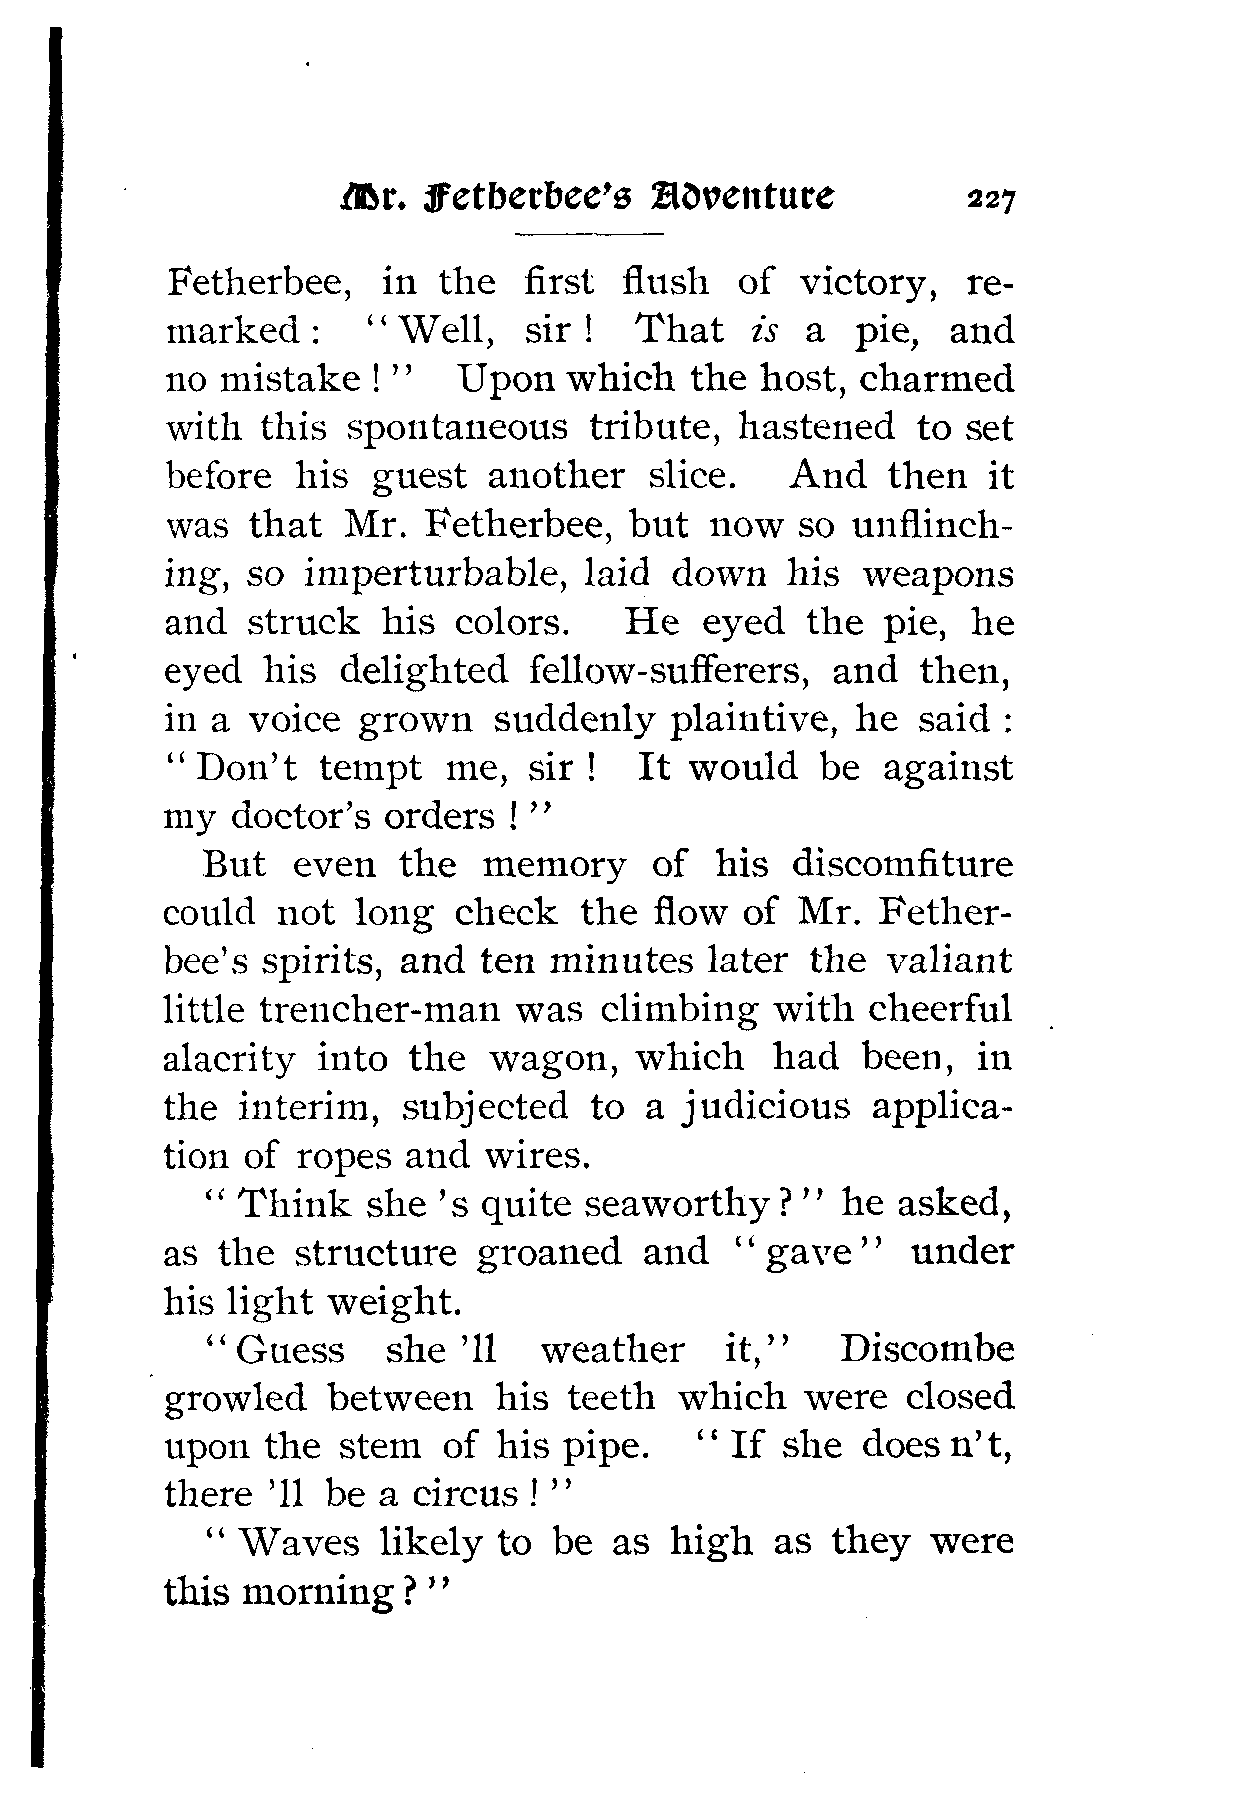 Mr. Fetherbee's Adventure 227
Fetherbee, in the first flush of victory, re-
marked : " Well, sir ! That is a pie, and
no mistake ! " Upon which the host, charmed
with this spontaneous tribute, hastened to set
before his guest another slice. And then it
was that Mr. Fetherbee, but now so unflinch-
ing, so imperturbable, laid down his weapons
and struck his colors. He eyed the pie, he
eyed his delighted fellow-sufferers, and then,
in a voice grown suddenly plaintive, he said :
" Don't tempt me, sir ! It would be against
my doctor's orders ! "
But even the memory of his discomfiture
could not long check the flow of Mr. Fether-
bee's spirits, and ten minutes later the valiant
little trencher-man was climbing with cheerful
alacrity into the wagon, which had been, in
the interim, subjected to a judicious applica-
tion of ropes and wires.
" Think she 's quite seaworthy ? " he asked,
as the structure groaned and " gave " under
his light weight.
" Guess she 'll weather it," Discombe
growled between his teeth which were closed
upon the stem of his pipe. " If she does n't,
there 'll be a circus ! "
" Waves likely to be as high as they were
this morning ? "